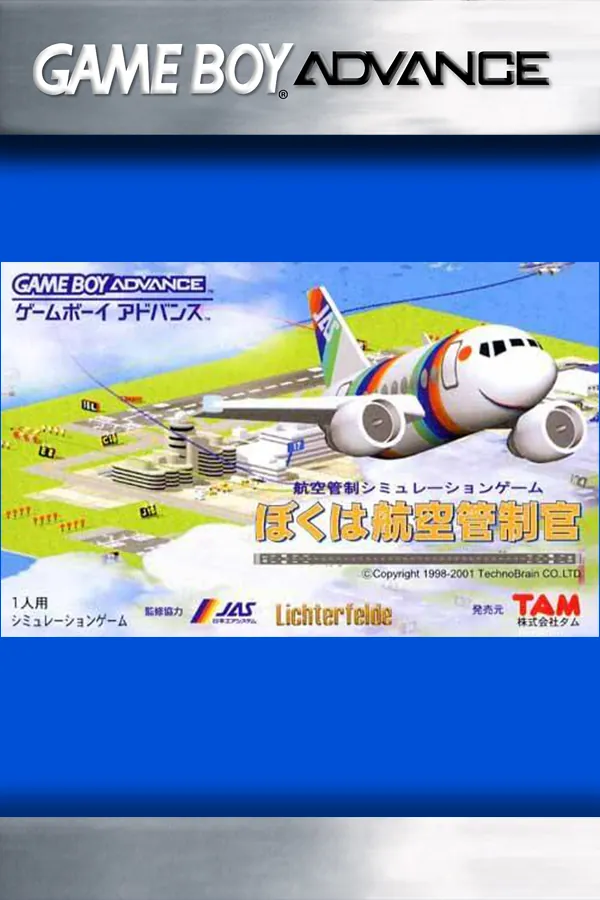 GAME BOY ADVANCE
®
GAME BOY ADVANCE™
ゲームボーイ アドバンス™
JAS
航空管制シミュレーションゲーム
ぼくは航空管制官
©Copyright 1998-2001 TechnoBrain CO.LTD
1人用
シミュレーションゲーム
監修協力
JAS
日本エアシステム
Lichterfelde
発売元
TAM
株式会社タム